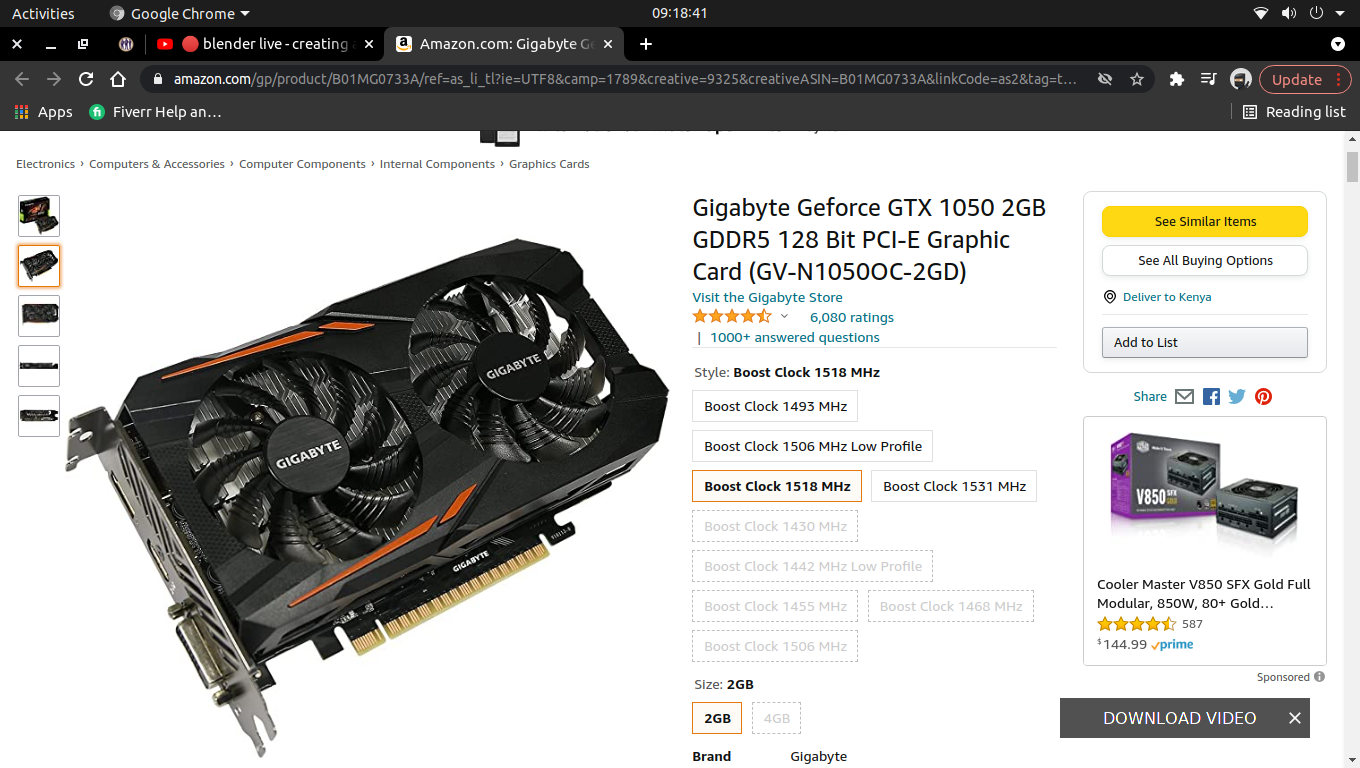 Activities
Google Chrome
09:18:41
blender live - creating
Amazon.com: Gigabyte Ge
amazon.com/gp/product/B01MG0733A/ref=as_li_tl?ie=UTF8&camp=1789&creative=9325&creativeASIN=B01MG0733A&linkCode=as2&tag=t...
Update
Apps
Fiverr Help an...
Reading list
Electronics › Computers & Accessories › Computer Components › Internal Components › Graphics Cards
GIGABYTE
GIGABYTE
GIGABYTE
Gigabyte Geforce GTX 1050 2GB
GDDR5 128 Bit PCI-E Graphic
Card (GV-N1050OC-2GD)
Visit the Gigabyte Store
6,080 ratings
| 1000+ answered questions
Style: Boost Clock 1518 MHz
Boost Clock 1493 MHz
Boost Clock 1506 MHz Low Profile
Boost Clock 1518 MHz
Boost Clock 1531 MHz
Boost Clock 1430 MHz
Boost Clock 1442 MHz Low Profile
Boost Clock 1455 MHz
Boost Clock 1468 MHz
Boost Clock 1506 MHz
Size: 2GB
2GB
4GB
Brand Gigabyte
See Similar Items
See All Buying Options
Deliver to Kenya
Add to List
Share
V850 SFX
GOLD
Cooler Master V850 SFX Gold Full
Modular, 850W, 80+ Gold...
587
$144.99 prime
Sponsored
DOWNLOAD VIDEO